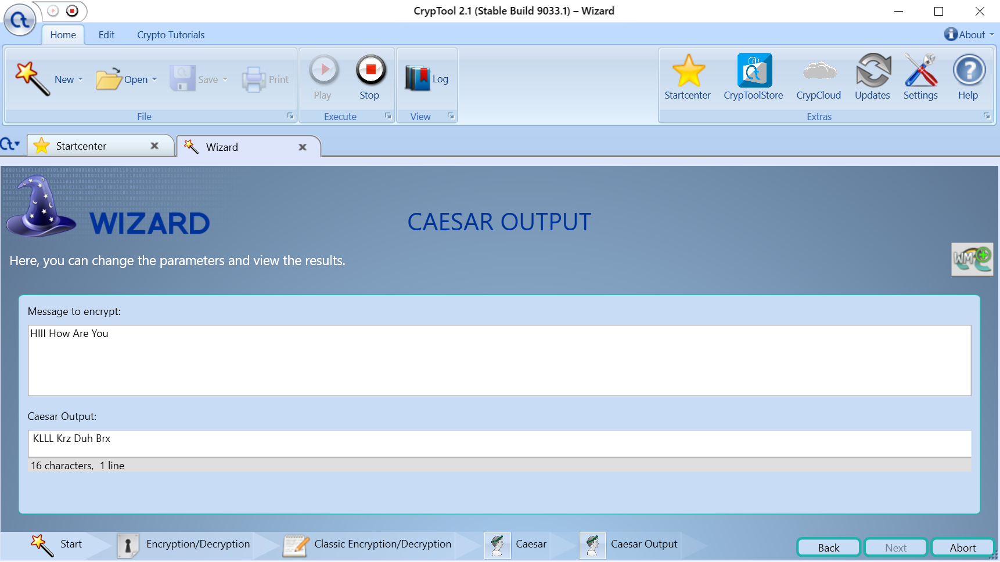 CrypTool 2.1 (Stable Build 9033.1) – Wizard
Ct
Home Edit Crypto Tutorials About
New Open Save Print Play Stop Log Startcenter CrypToolStore CrypCloud Updates Settings Help
File Execute View Extras
Ct Startcenter Wizard
WIZARD
CAESAR OUTPUT
Here, you can change the parameters and view the results.
WM
Message to encrypt:
HIII How Are You
Caesar Output:
KLLL Krz Duh Brx
16 characters, 1 line
Start Encryption/Decryption Classic Encryption/Decryption Caesar Caesar Output Back Next Abort